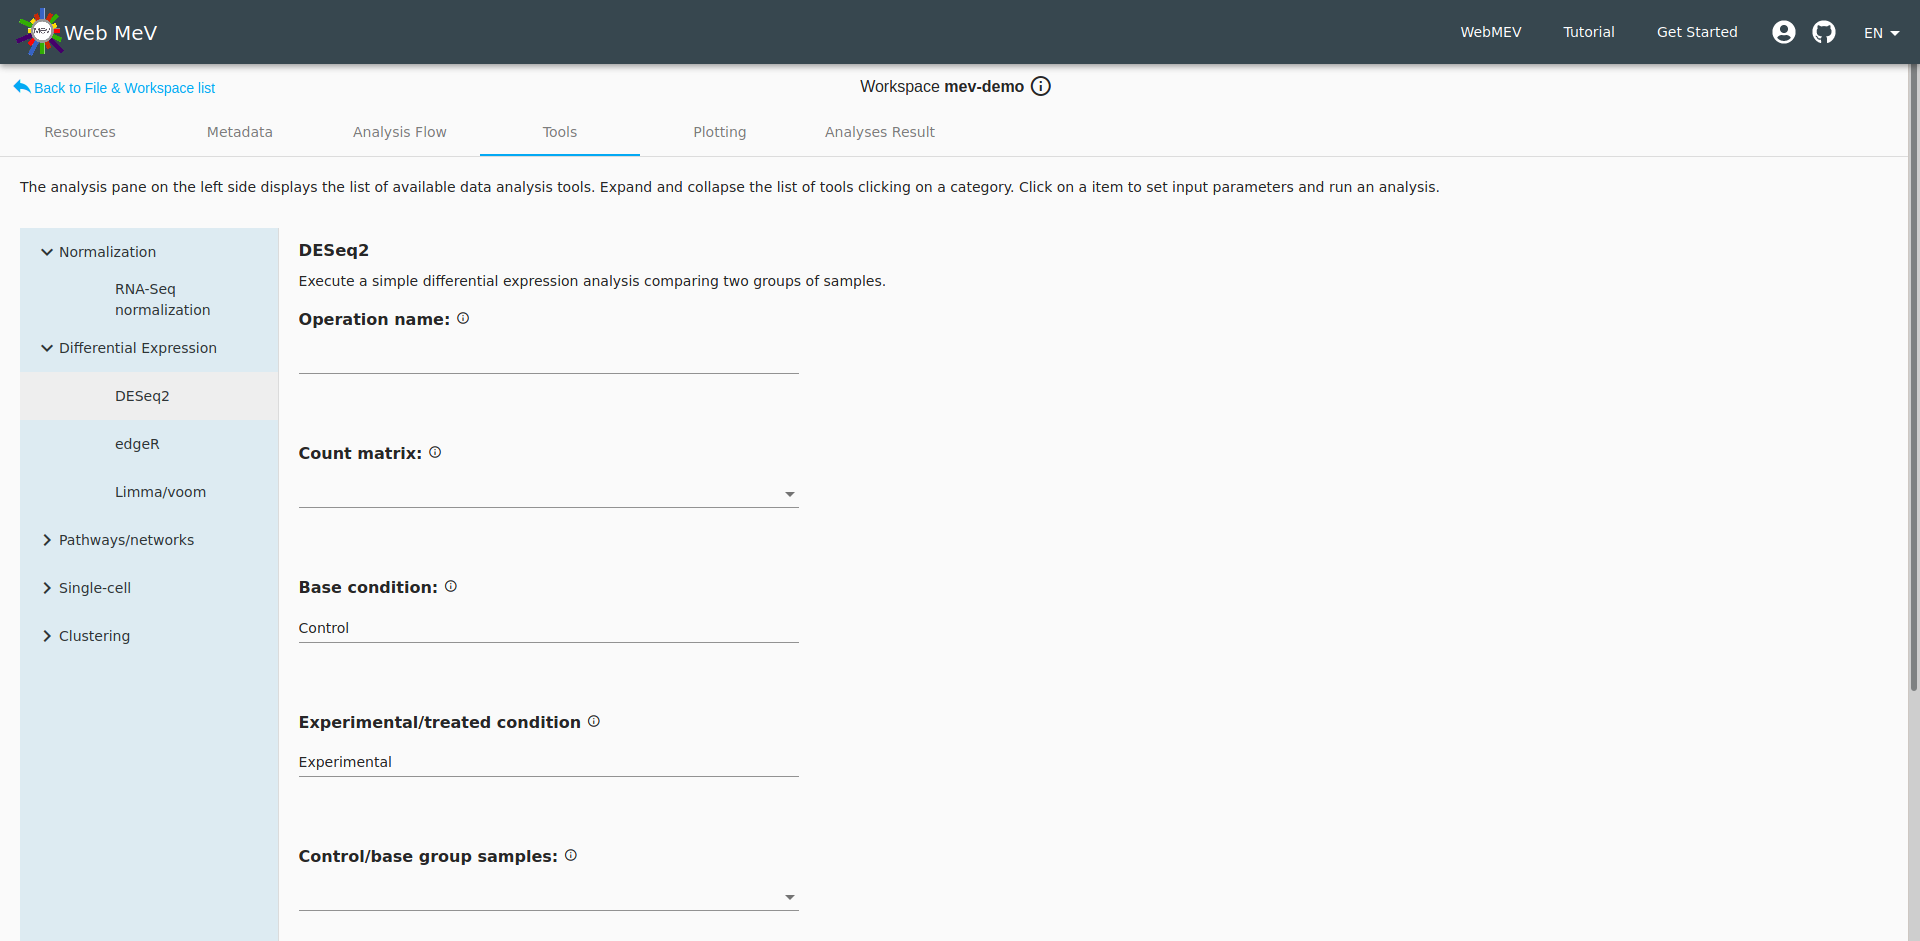 MeV
Web MeV
WebMEV
Tutorial
Get Started
EN
Back to File & Workspace list
Workspace mev-demo
Resources
Metadata
Analysis Flow
Tools
Plotting
Analyses Result
The analysis pane on the left side displays the list of available data analysis tools. Expand and collapse the list of tools clicking on a category. Click on a item to set input parameters and run an analysis.
Normalization
RNA-Seq
normalization
Differential Expression
DESeq2
edgeR
Limma/voom
Pathways/networks
Single-cell
Clustering
DESeq2
Execute a simple differential expression analysis comparing two groups of samples.
Operation name:
Count matrix:
Base condition:
Control
Experimental/treated condition
Experimental
Control/base group samples: